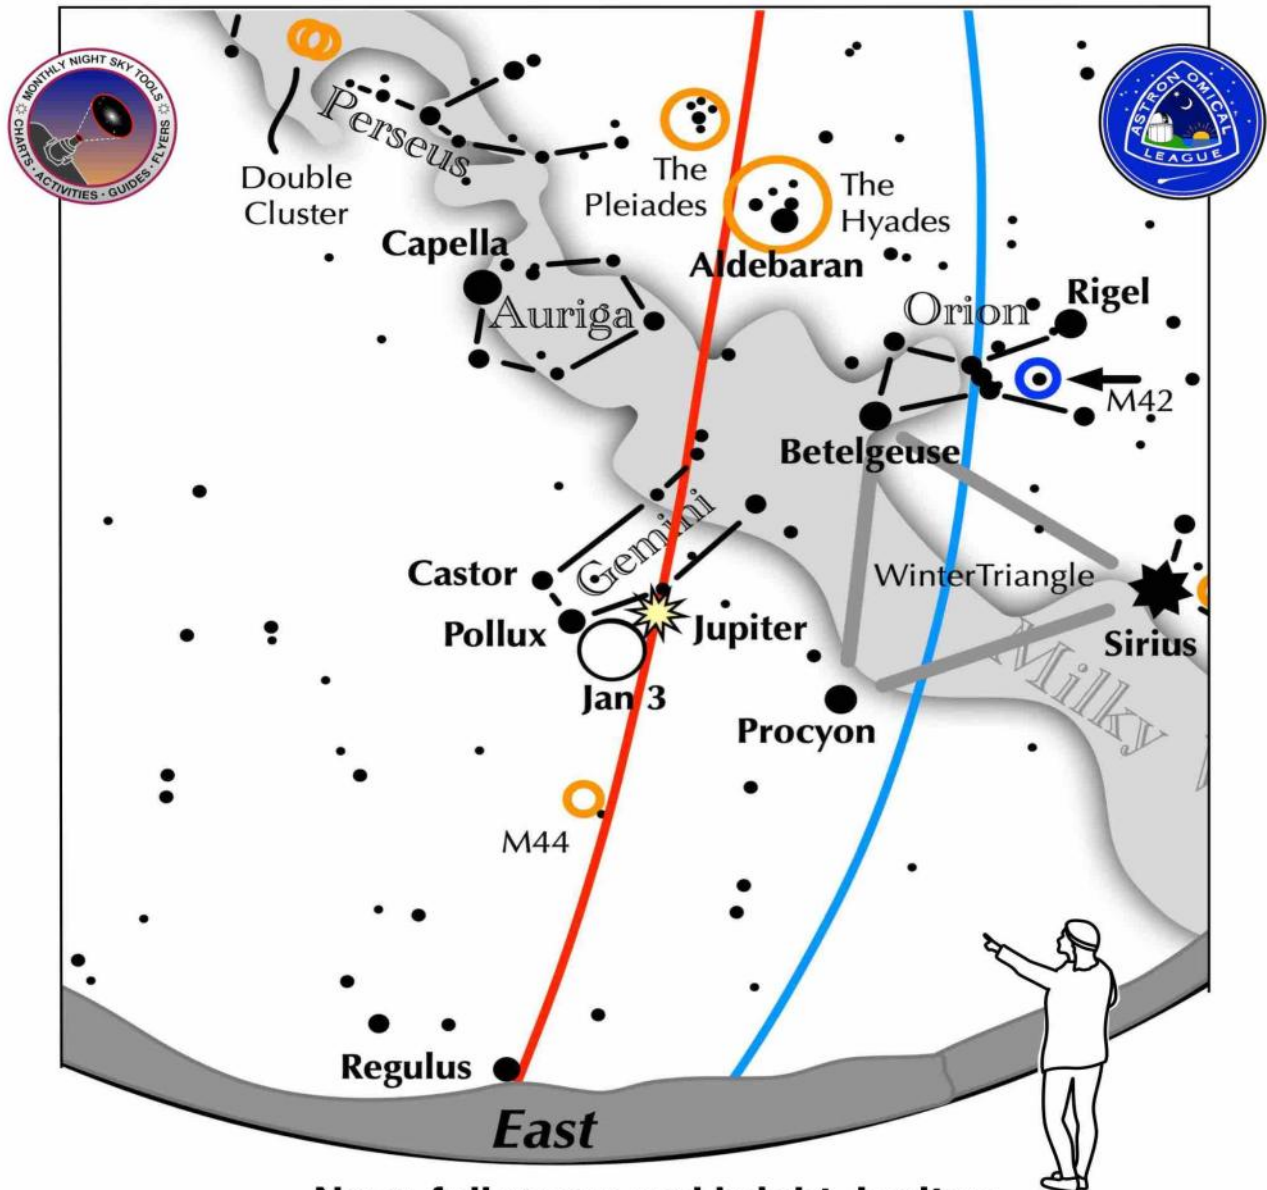 MONTHLY NIGHT SKY TOOLS
CHARTS • ACTIVITIES • GUIDES • FLYERS
ASTRONOMICAL
LEAGUE
Perseus
Double
Cluster
The
Pleiades
The
Hyades
Capella
Aldebaran
Auriga
Orion
Rigel
M42
Betelgeuse
Gemini
Castor
WinterTriangle
Pollux
Jupiter
Sirius
Jan 3
Milky
Procyon
M44
Regulus
East